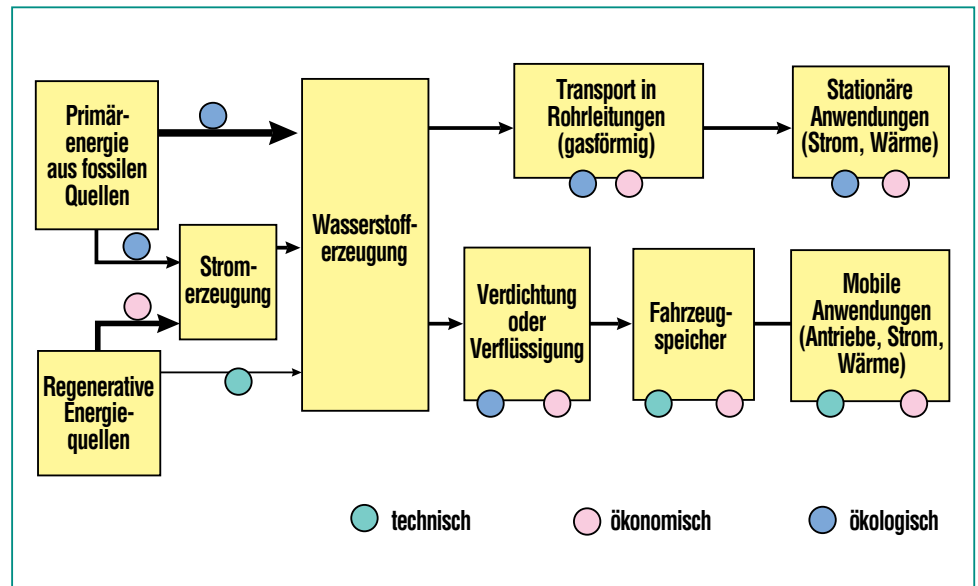 Primär-
energie
aus fossilen
Quellen
Strom-
erzeugung
Regenerative
Energie-
quellen
Wasserstoff-
erzeugung
Transport in
Rohrleitungen
(gasförmig)
Stationäre
Anwendungen
(Strom, Wärme)
Verdichtung
oder
Verflüssigung
Fahrzeug-
speicher
Mobile
Anwendungen
(Antriebe, Strom,
Wärme)
technisch
ökonomisch
ökologisch